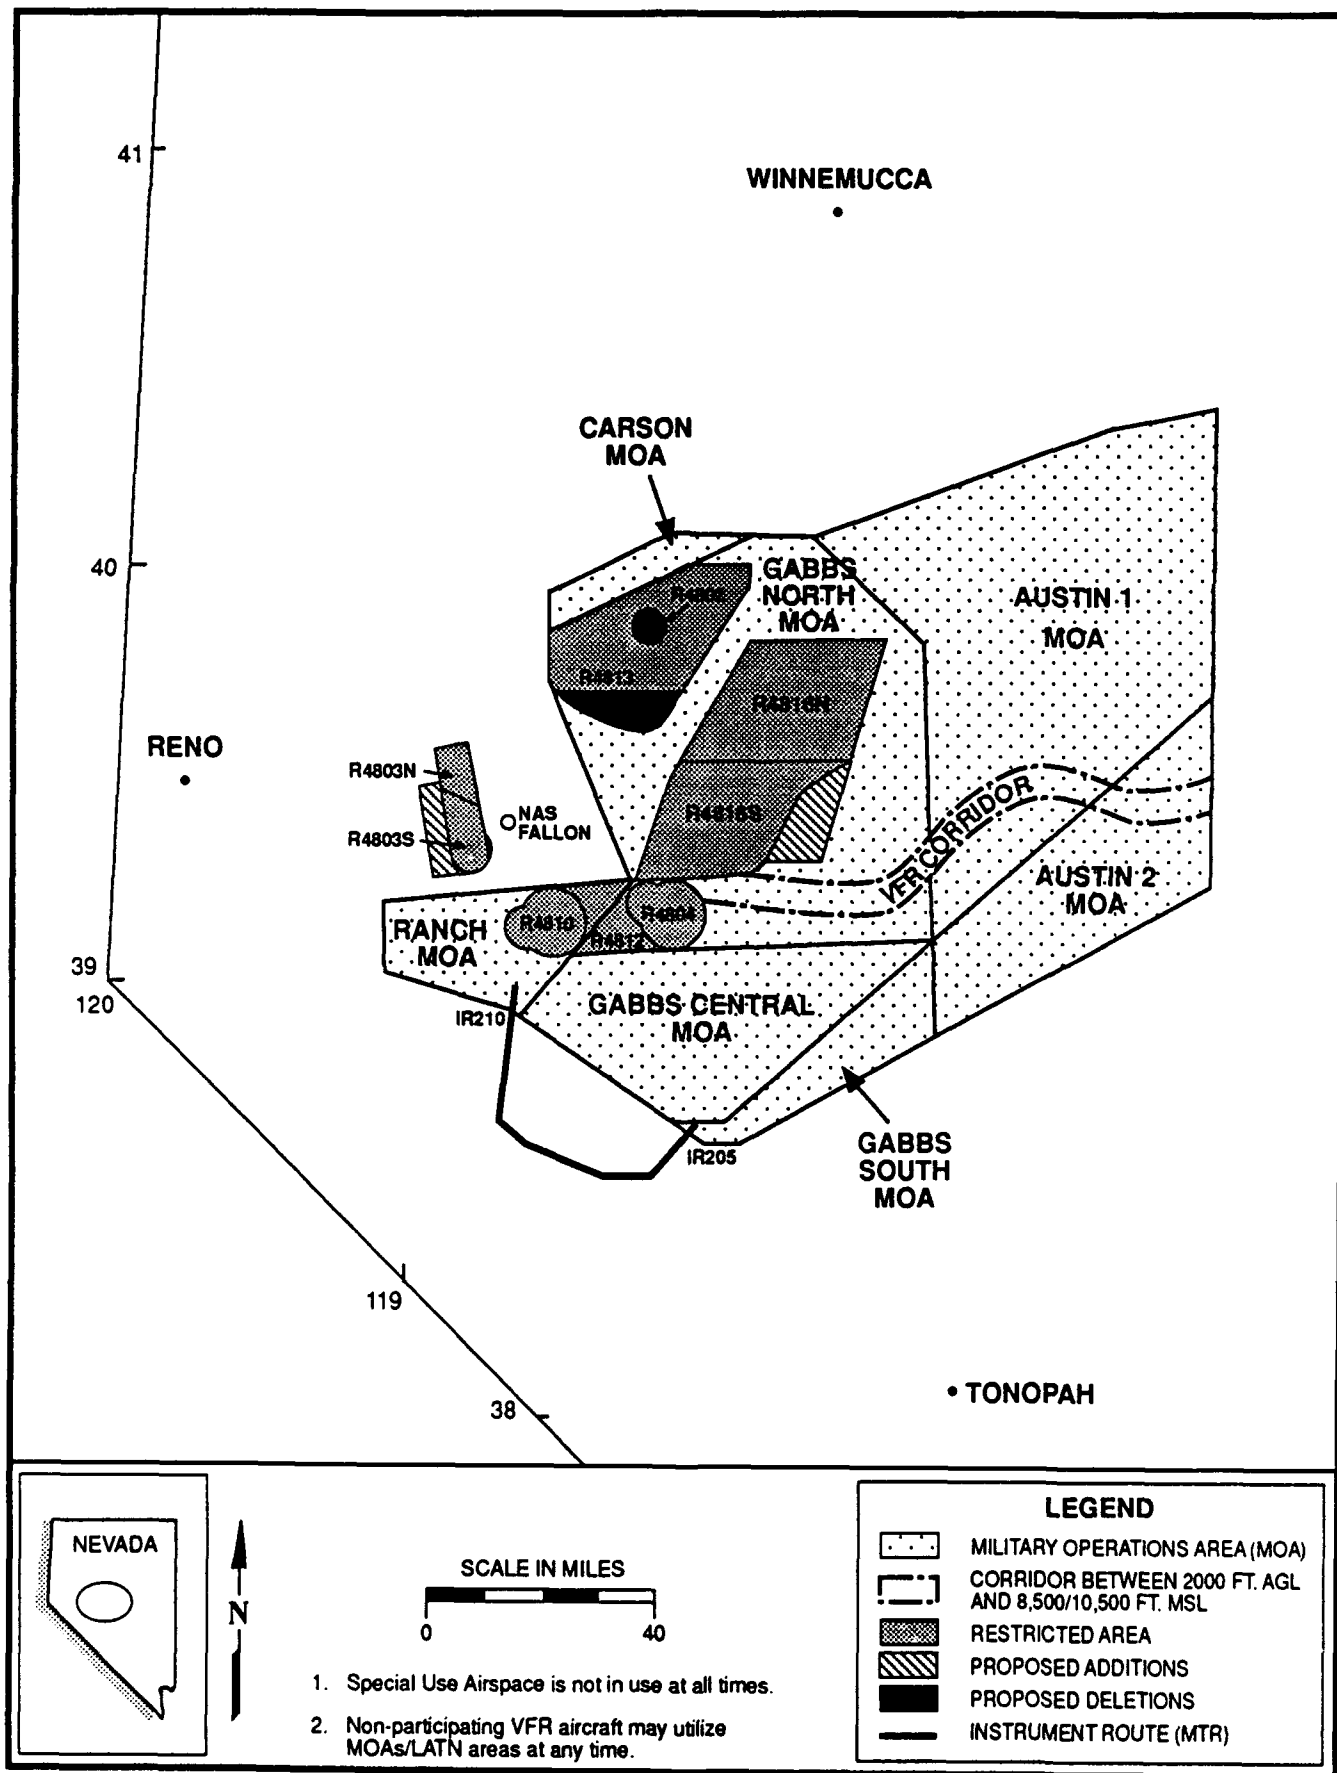 41
WINNEMUCCA
CARSON
MOA
40
GABBS
NORTH
MOA
AUSTIN 1
MOA
R4813
R4816N
RENO
R4803N
NAS
FALLON
R4816S
R4803S
VFR CORRIDOR
AUSTIN 2
MOA
RANCH
MOA
R4810
R4804
R4812
39
120
IR210
GABBS CENTRAL
MOA
IR205
GABBS
SOUTH
MOA
119
38
TONOPAH
NEVADA
N
SCALE IN MILES
0 40
1. Special Use Airspace is not in use at all times.
2. Non-participating VFR aircraft may utilize
MOAs/LATN areas at any time.
LEGEND
MILITARY OPERATIONS AREA (MOA)
CORRIDOR BETWEEN 2000 FT. AGL
AND 8,500/10,500 FT. MSL
RESTRICTED AREA
PROPOSED ADDITIONS
PROPOSED DELETIONS
INSTRUMENT ROUTE (MTR)